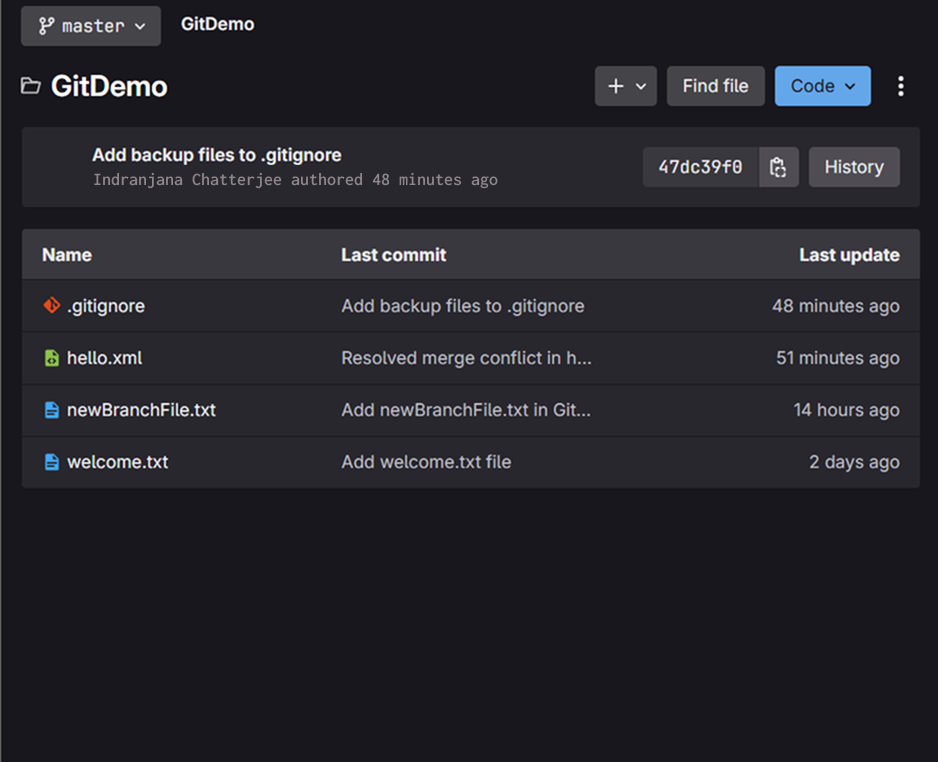 master GitDemo
GitDemo Find file Code
Add backup files to .gitignore
Indranjana Chatterjee authored 48 minutes ago
47dc39f0 History
Name Last commit Last update
.gitignore Add backup files to .gitignore 48 minutes ago
hello.xml Resolved merge conflict in h... 51 minutes ago
newBranchFile.txt Add newBranchFile.txt in Git... 14 hours ago
welcome.txt Add welcome.txt file 2 days ago